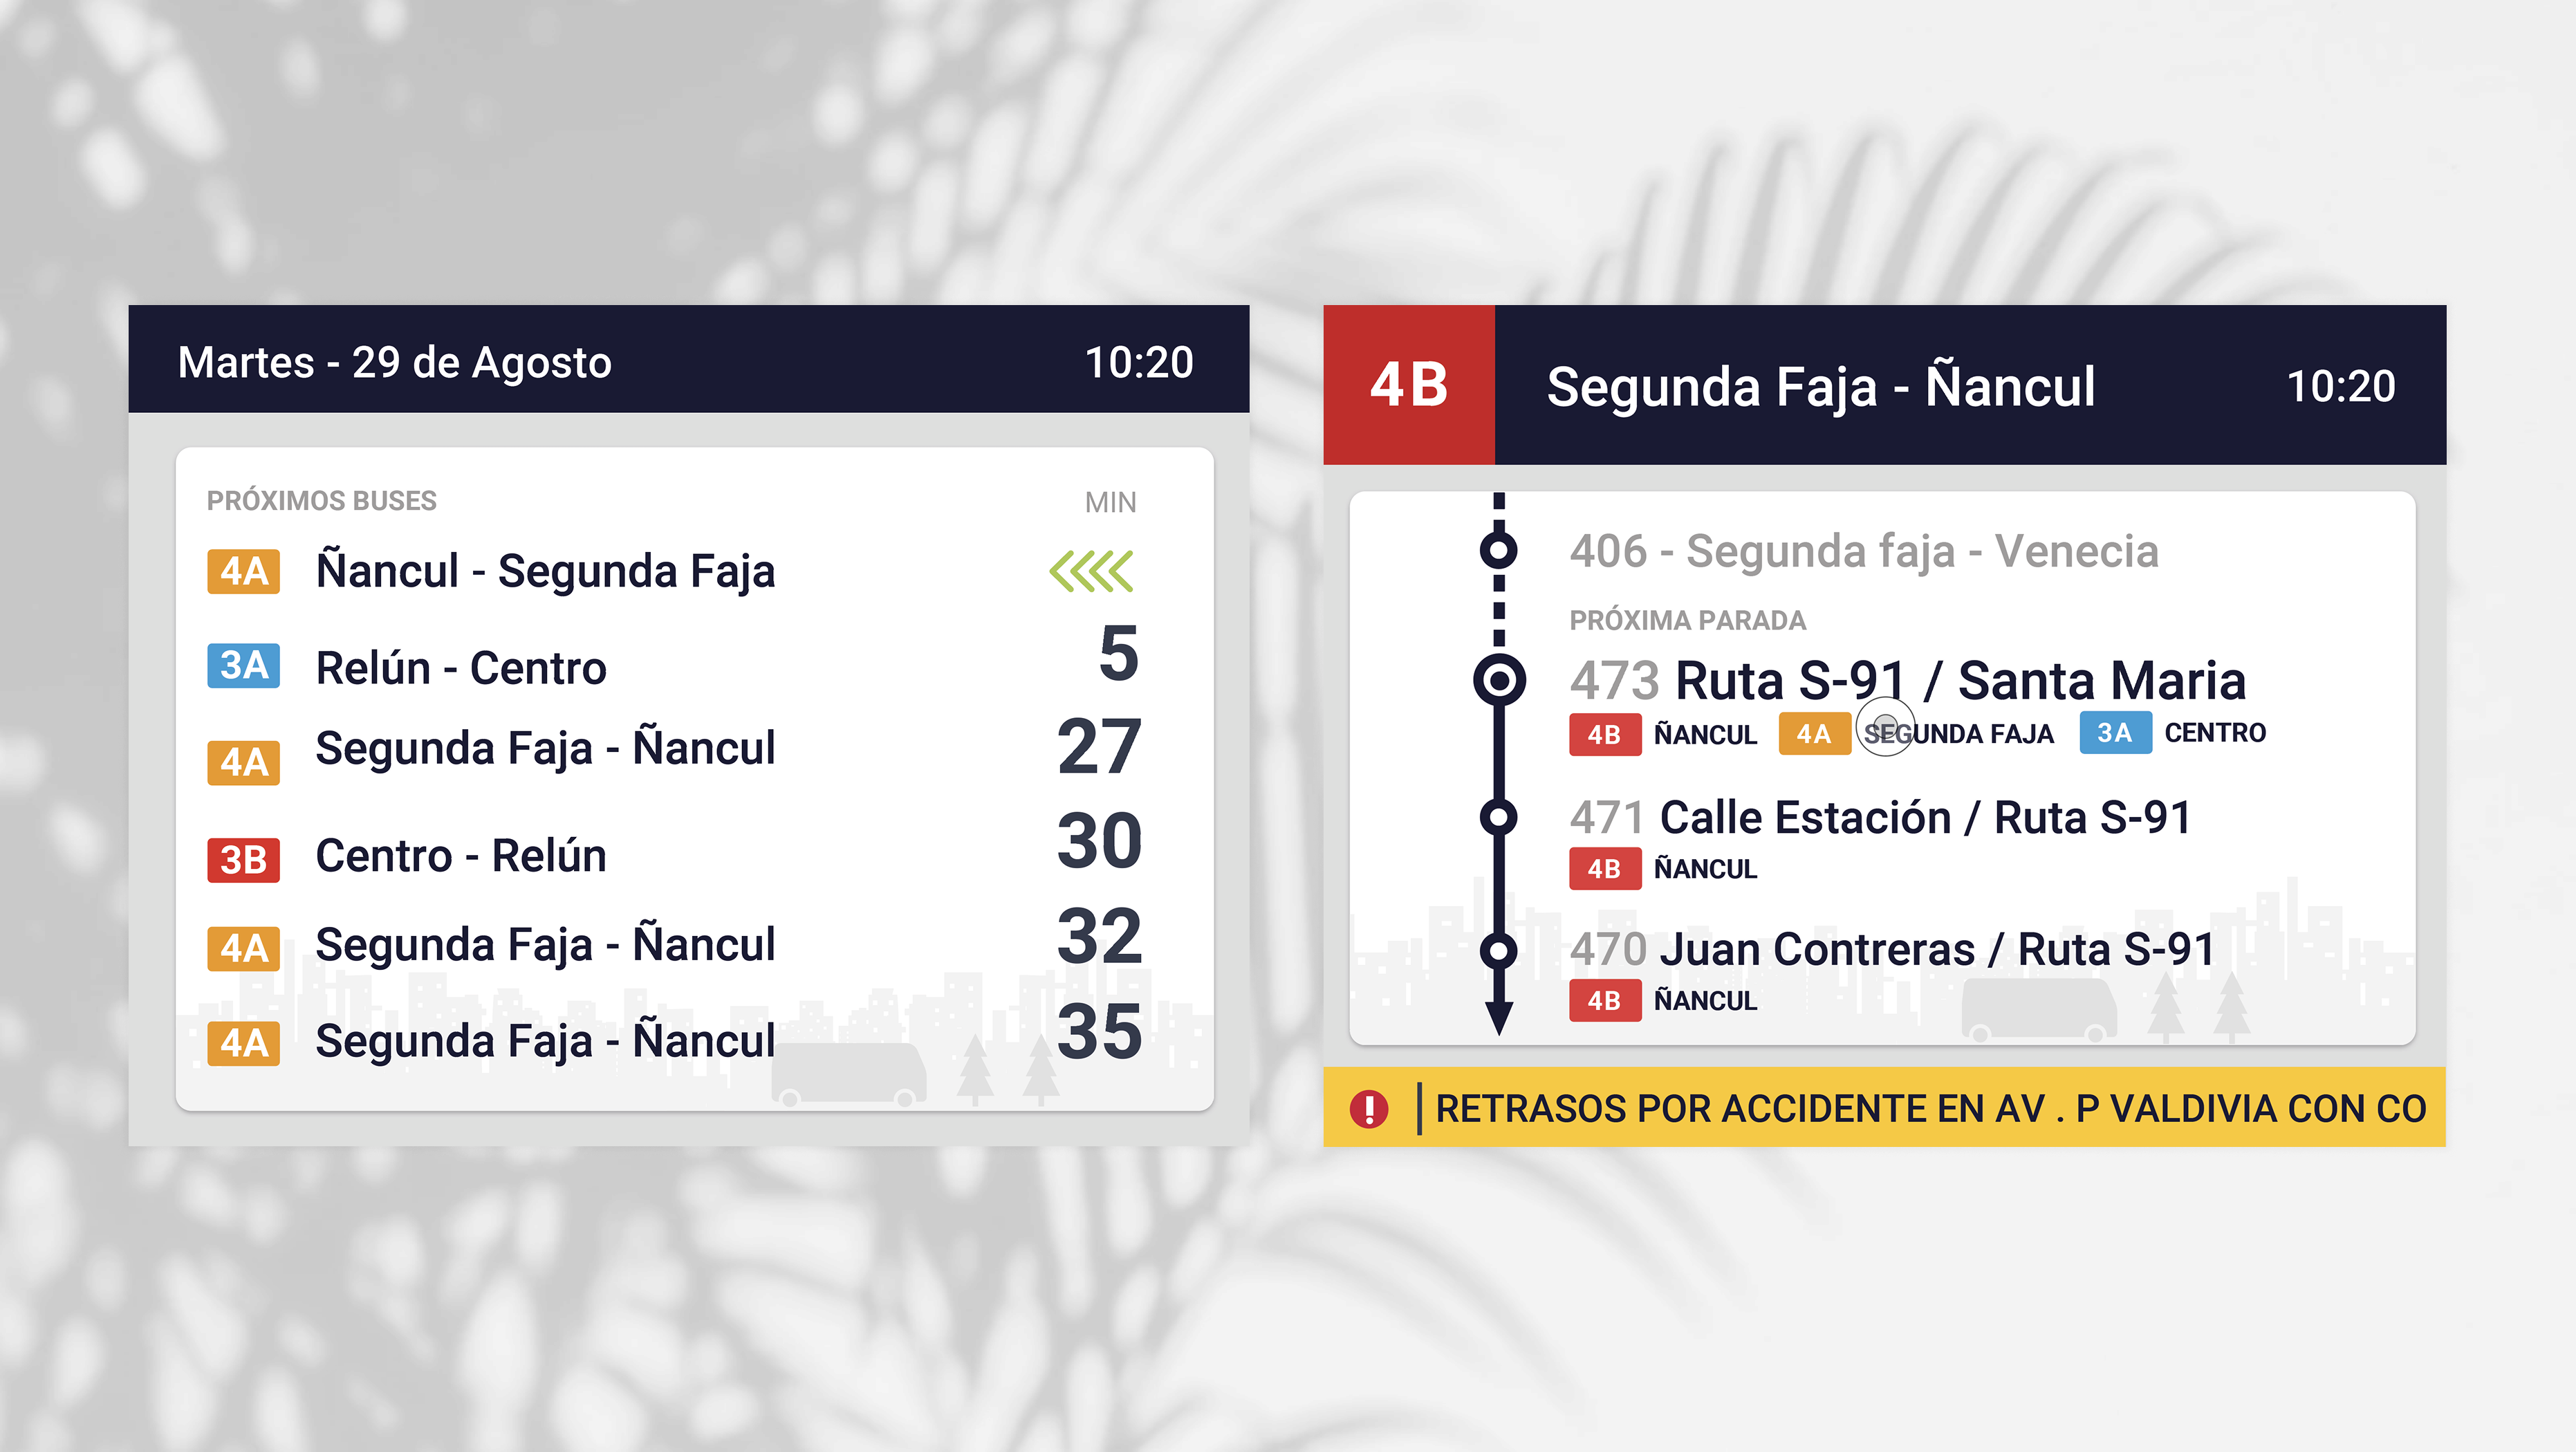 Martes - 29 de Agosto 10:20
PRÓXIMOS BUSES MIN
4A Ñancul - Segunda Faja
3A Relún - Centro 5
4A Segunda Faja - Ñancul 27
3B Centro - Relún 30
4A Segunda Faja - Ñancul 32
4A Segunda Faja - Ñancul 35
4B Segunda Faja - Ñancul 10:20
406 - Segunda faja - Venecia
PRÓXIMA PARADA
473 Ruta S-91 / Santa Maria
4B ÑANCUL 4A SEGUNDA FAJA 3A CENTRO
471 Calle Estación / Ruta S-91
4B ÑANCUL
470 Juan Contreras / Ruta S-91
4B ÑANCUL
RETRASOS POR ACCIDENTE EN AV . P VALDIVIA CON CO